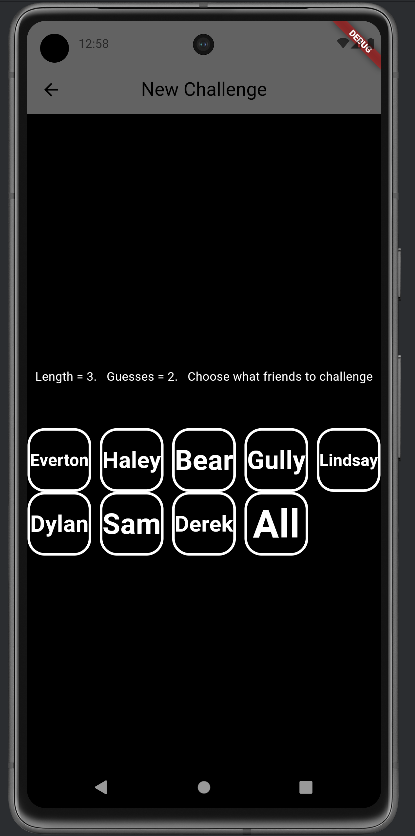 12:58
DEBUG
New Challenge
Length = 3. Guesses = 2. Choose what friends to challenge
Everton Haley Bear Gully Lindsay
Dylan Sam Derek All